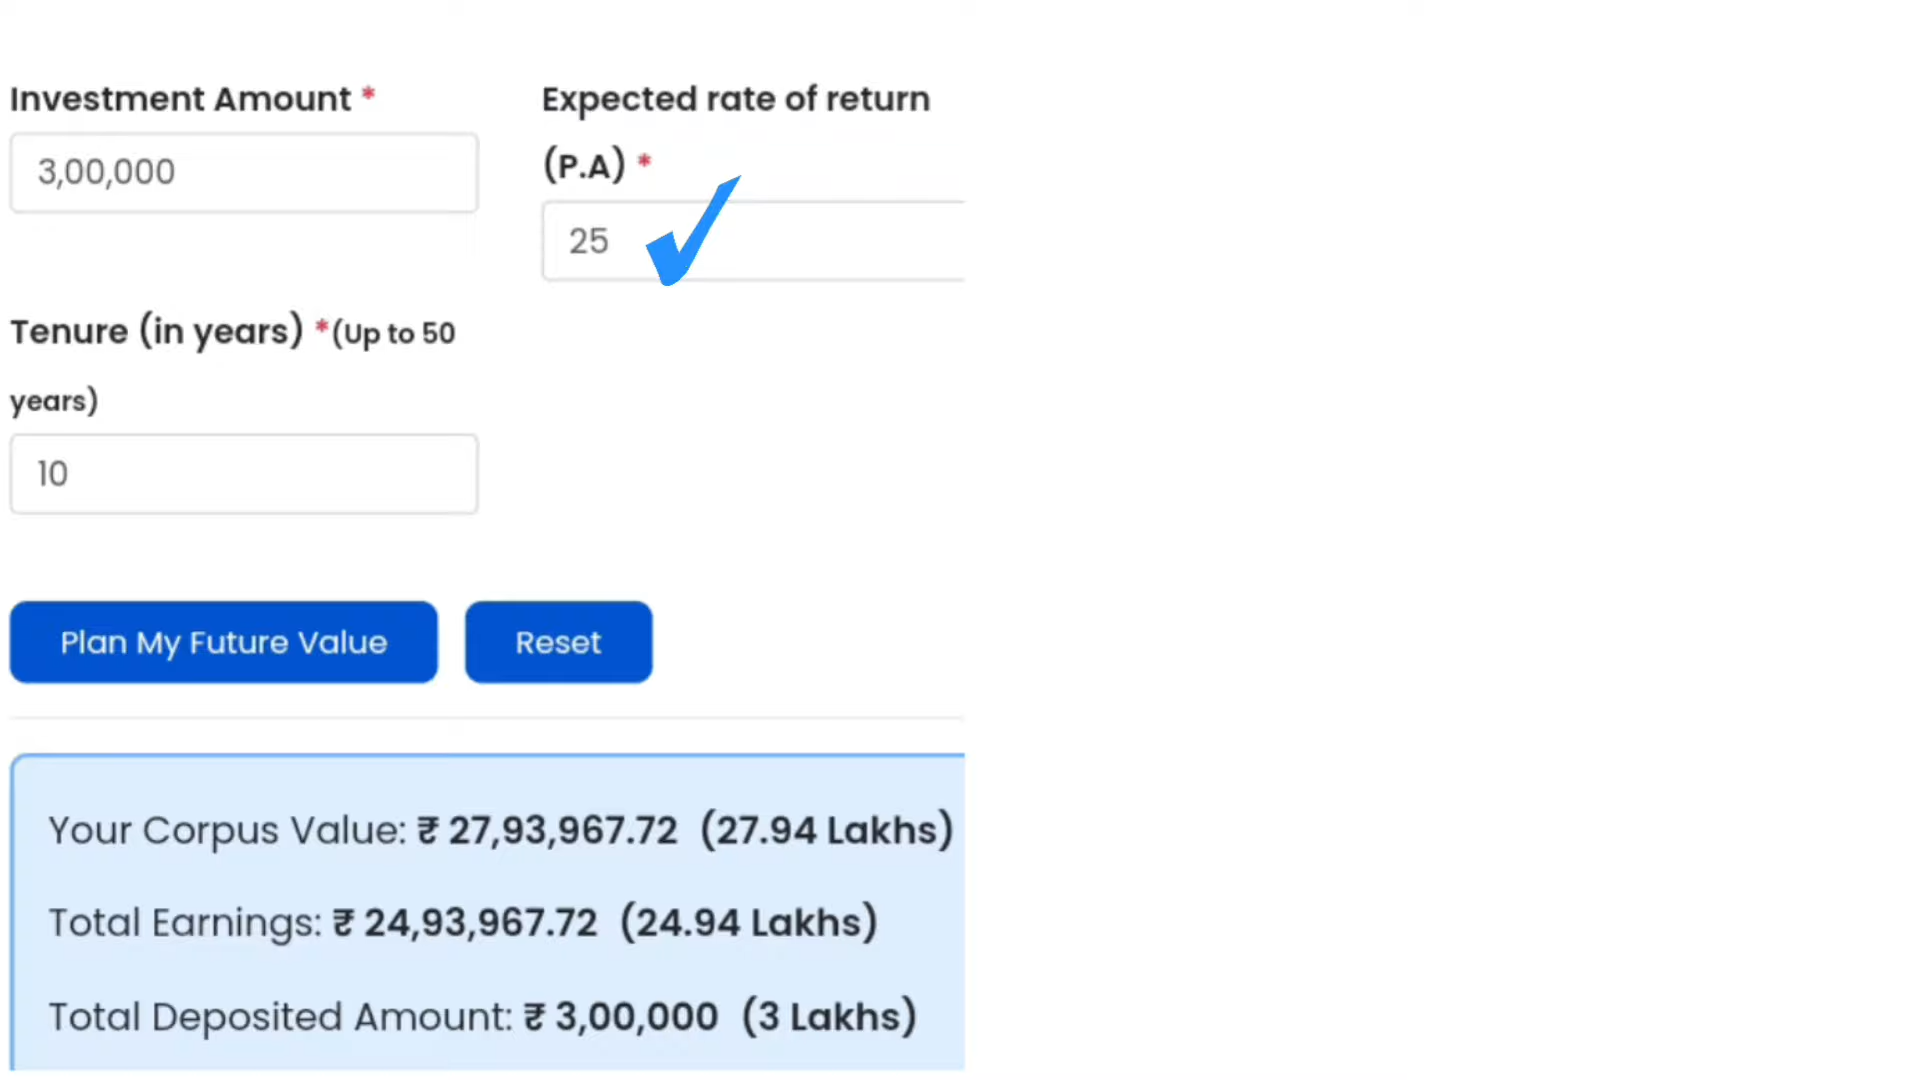 Investment Amount *
3,00,000
Expected rate of return
(P.A) *
25
Tenure (in years) *(Up to 50
years)
10
Plan My Future Value
Reset
Your Corpus Value: ₹ 27,93,967.72 (27.94 Lakhs)
Total Earnings: ₹ 24,93,967.72 (24.94 Lakhs)
Total Deposited Amount: ₹ 3,00,000 (3 Lakhs)